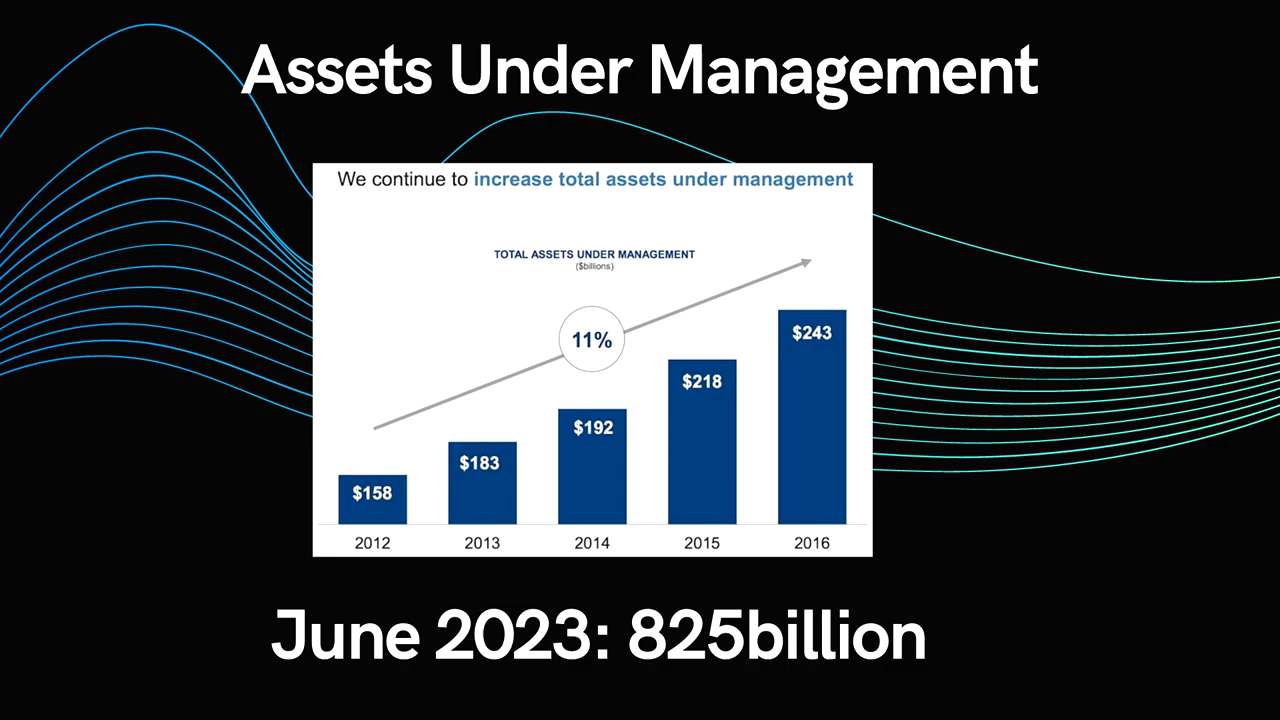 Assets Under Management
We continue to increase total assets under management
TOTAL ASSETS UNDER MANAGEMENT
($billions)
11%
$243
$218
$192
$183
$158
2012 2013 2014 2015 2016
June 2023: 825billion